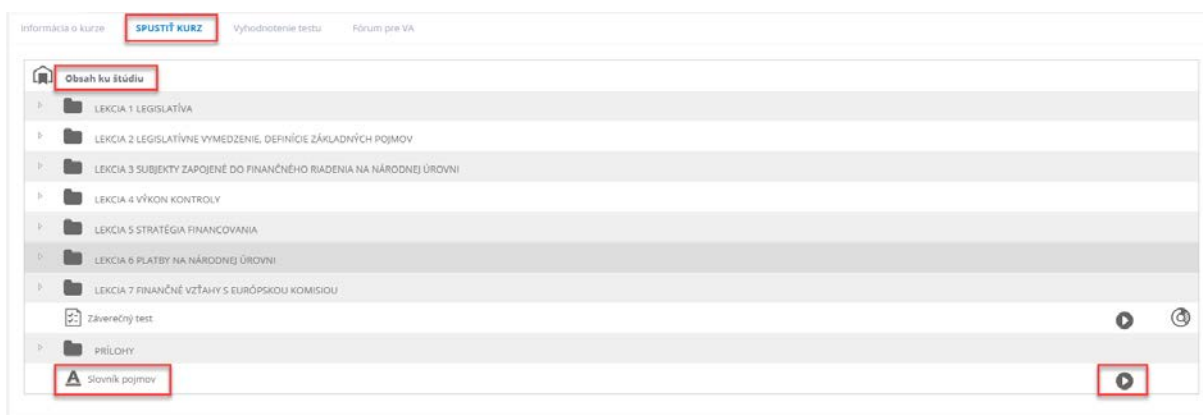 Informácia o kurze SPUSTIŤ KURZ Vyhodnotenie testu Fórum pre VA
Obsah ku štúdiu
LEKCIA 1 LEGISLATÍVA
LEKCIA 2 LEGISLATÍVNE VYMEDZENIE, DEFINÍCIE ZÁKLADNÝCH POJMOV
LEKCIA 3 SUBJEKTY ZAPOJENÉ DO FINANČNÉHO RIADENIA NA NÁRODNEJ ÚROVNI
LEKCIA 4 VÝKON KONTROLY
LEKCIA 5 STRATÉGIA FINANCOVANIA
LEKCIA 6 PLATBY NA NÁRODNEJ ÚROVNI
LEKCIA 7 FINANČNÉ VZŤAHY S EURÓPSKOU KOMISIOU
Záverečný test
PRÍLOHY
A Slovník pojmov